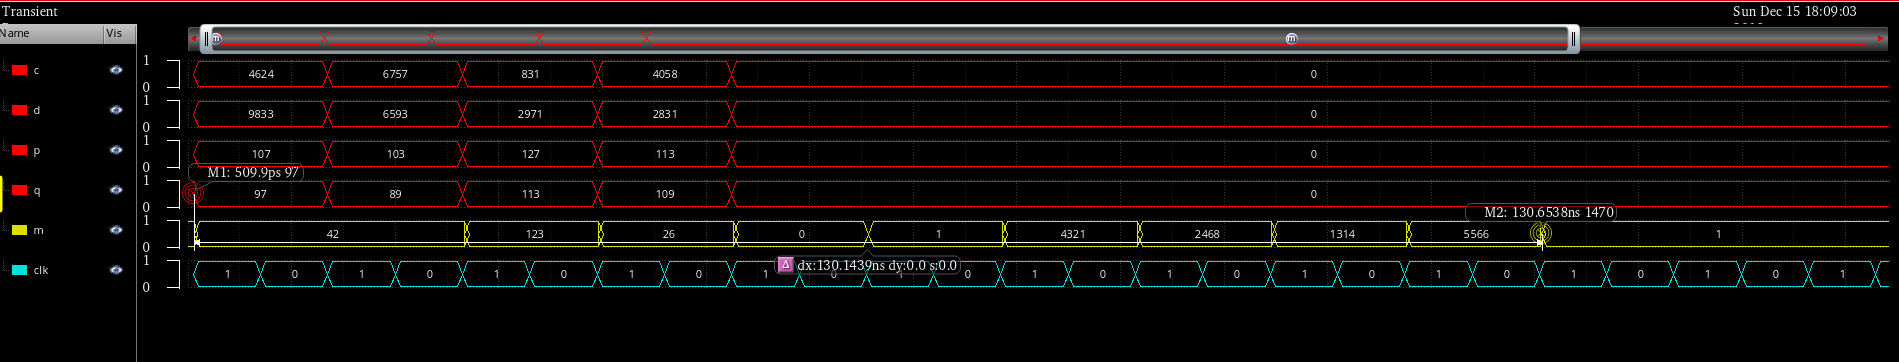 Transient
Sun Dec 15 18:09:03
Name Vis
c 1 0 4624 6757 831 4058 0
d 1 0 9833 6593 2971 2831 0
p 1 0 107 103 127 113 0
M1: 509.9ps 97
q 1 0 97 89 113 109 0
M2: 130.6538ns 1470
m 1 0 42 123 26 0 1 4321 2468 1314 5566 1
dx:130.1439ns dy:0.0 s:0.0
clk 1 0 1 0 1 0 1 0 1 0 1 0 1 0 1 0 1 0 1 0 1 0 1 0 1 0 1